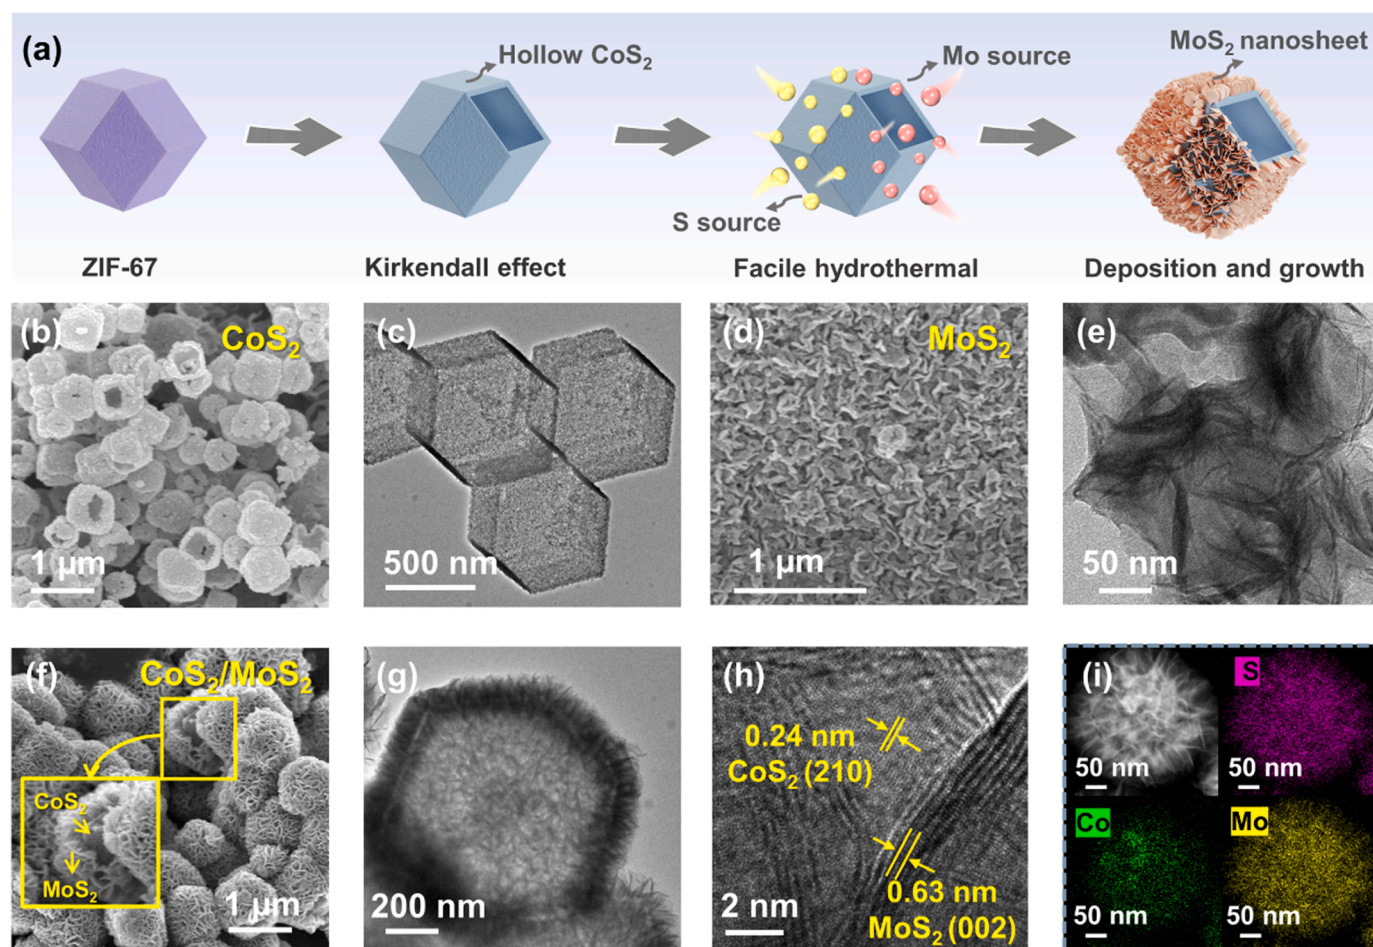 (a)
Hollow CoS₂
Mo source
MoS₂ nanosheet
S source
ZIF-67
Kirkendall effect
Facile hydrothermal
Deposition and growth
(b)
CoS₂
1 μm
(c)
500 nm
(d)
MoS₂
1 μm
(e)
50 nm
(f)
CoS₂/MoS₂
CoS₂
MoS₂
1 μm
(g)
200 nm
(h)
0.24 nm
CoS₂ (210)
0.63 nm
MoS₂ (002)
2 nm
(i)
50 nm
S
50 nm
Co
50 nm
Mo
50 nm